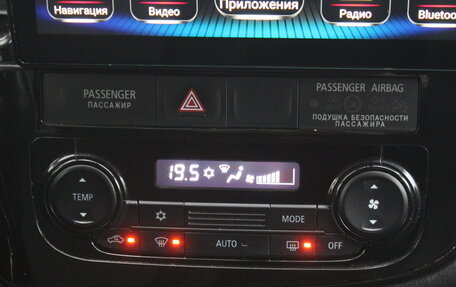 Навигация
Видео
Приложения
Радио
Bluetoo
PASSENGER
ПАССАЖИР
PASSENGER AIRBAG
ПОДУШКА БЕЗОПАСНОСТИ
ПАССАЖИРА
19.5
TEMP
MODE
AUTO
OFF